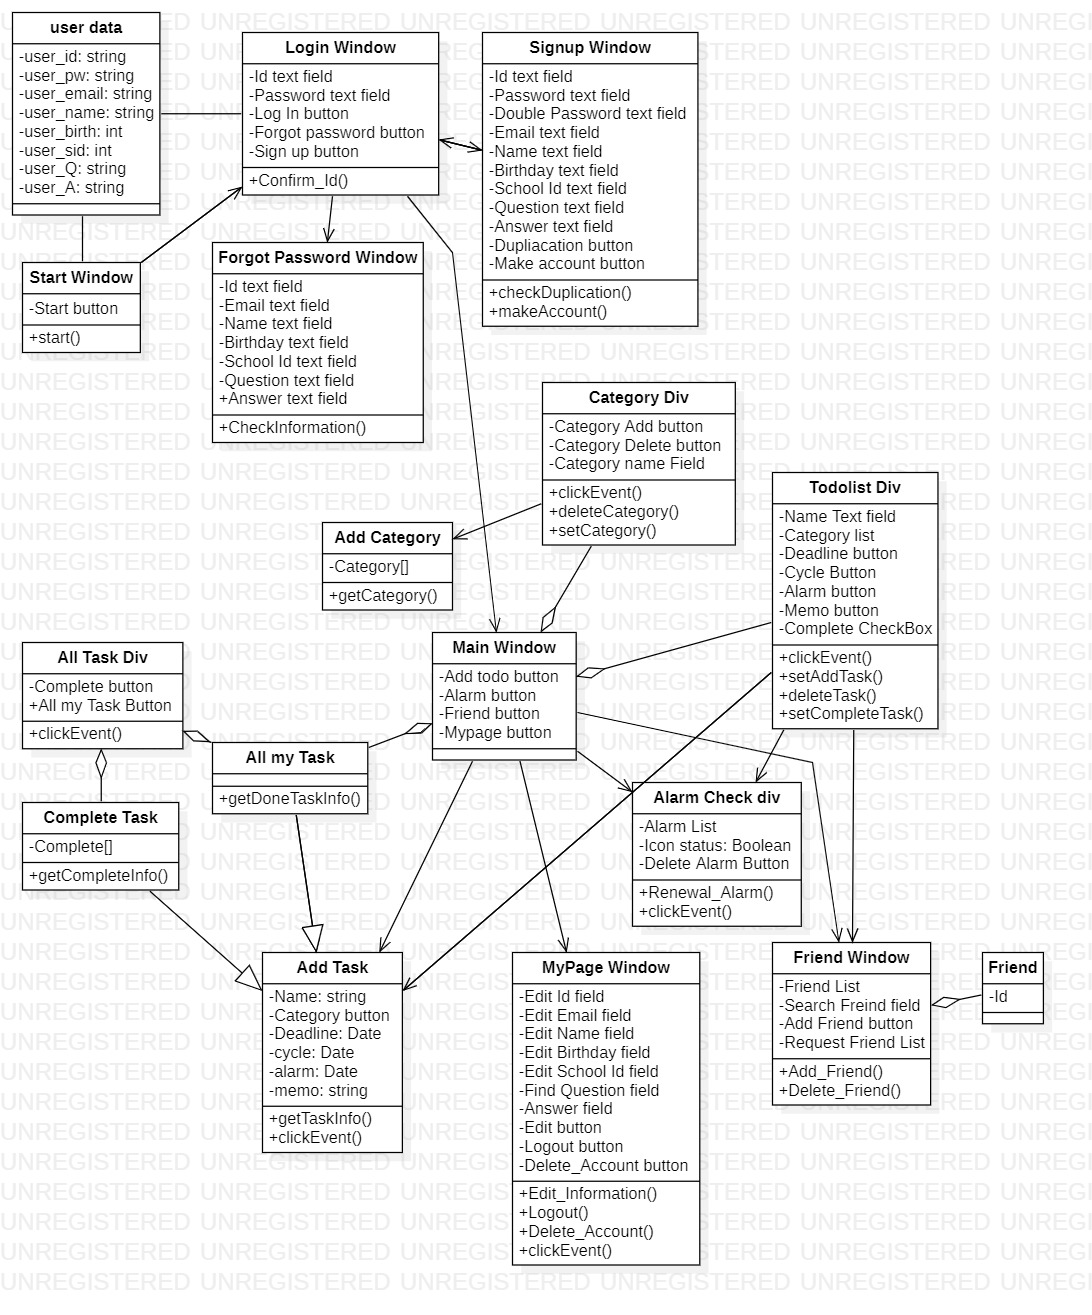 user data
-user_id: string
-user_pw: string
-user_email: string
-user_name: string
-user_birth: int
-user_sid: int
-user_Q: string
-user_A: string
Login Window
-Id text field
-Password text field
-Log In button
-Forgot password button
-Sign up button
+Confirm_Id()
Signup Window
-Id text field
-Password text field
-Double Password text field
-Email text field
-Name text field
-Birthday text field
-School Id text field
-Question text field
-Answer text field
-Dupliacation button
-Make account button
+checkDuplication()
+makeAccount()
Start Window
-Start button
+start()
Forgot Password Window
-Id text field
-Email text field
-Name text field
-Birthday text field
-School Id text field
-Question text field
+Answer text field
+CheckInformation()
Category Div
-Category Add button
-Category Delete button
-Category name Field
+clickEvent()
+deleteCategory()
+setCategory()
Add Category
-Category[]
+getCategory()
Todolist Div
-Name Text field
-Category list
-Deadline button
-Cycle Button
-Alarm button
-Memo button
-Complete CheckBox
+clickEvent()
+setAddTask()
+deleteTask()
+setCompleteTask()
All Task Div
-Complete button
+All my Task Button
+clickEvent()
Main Window
-Add todo button
-Alarm button
-Friend button
-Mypage button
All my Task
+getDoneTaskInfo()
Complete Task
-Complete[]
+getCompleteInfo()
Alarm Check div
-Alarm List
-Icon status: Boolean
-Delete Alarm Button
+Renewal_Alarm()
+clickEvent()
Add Task
-Name: string
-Category button
-Deadline: Date
-cycle: Date
-alarm: Date
-memo: string
+getTaskInfo()
+clickEvent()
MyPage Window
-Edit Id field
-Edit Email field
-Edit Name field
-Edit Birthday field
-Edit School Id field
-Find Question field
-Answer field
-Edit button
-Logout button
-Delete_Account button
+Edit_Information()
+Logout()
+Delete_Account()
+clickEvent()
Friend Window
-Friend List
-Search Freind field
-Add Friend button
-Request Friend List
+Add_Friend()
+Delete_Friend()
Friend
-Id